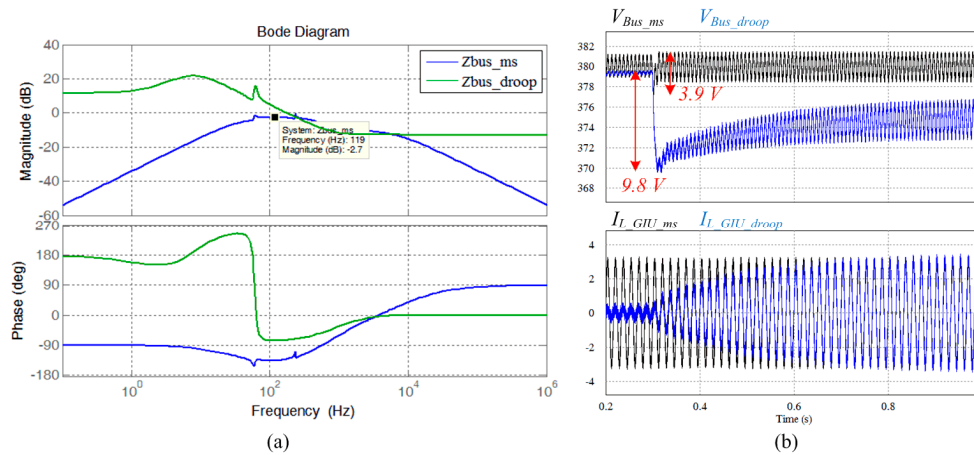 Bode Diagram
Zbus_ms
Zbus_droop
40
20
0
-20
-40
-60
Magnitude (dB)
System: Zbus_ms
Frequency (Hz): 119
Magnitude (dB): -2.7
270
180
90
0
-90
-180
Phase (deg)
10^0
10^2
10^4
10^6
Frequency (Hz)
(a)
V_Bus_ms V_Bus_droop
382
380
376
374
372
370
368
3.9 V
9.8 V
I_L_GIU_ms I_L_GIU_droop
4
2
0
-2
-4
0.2 0.4 0.6 0.8
Time (s)
(b)